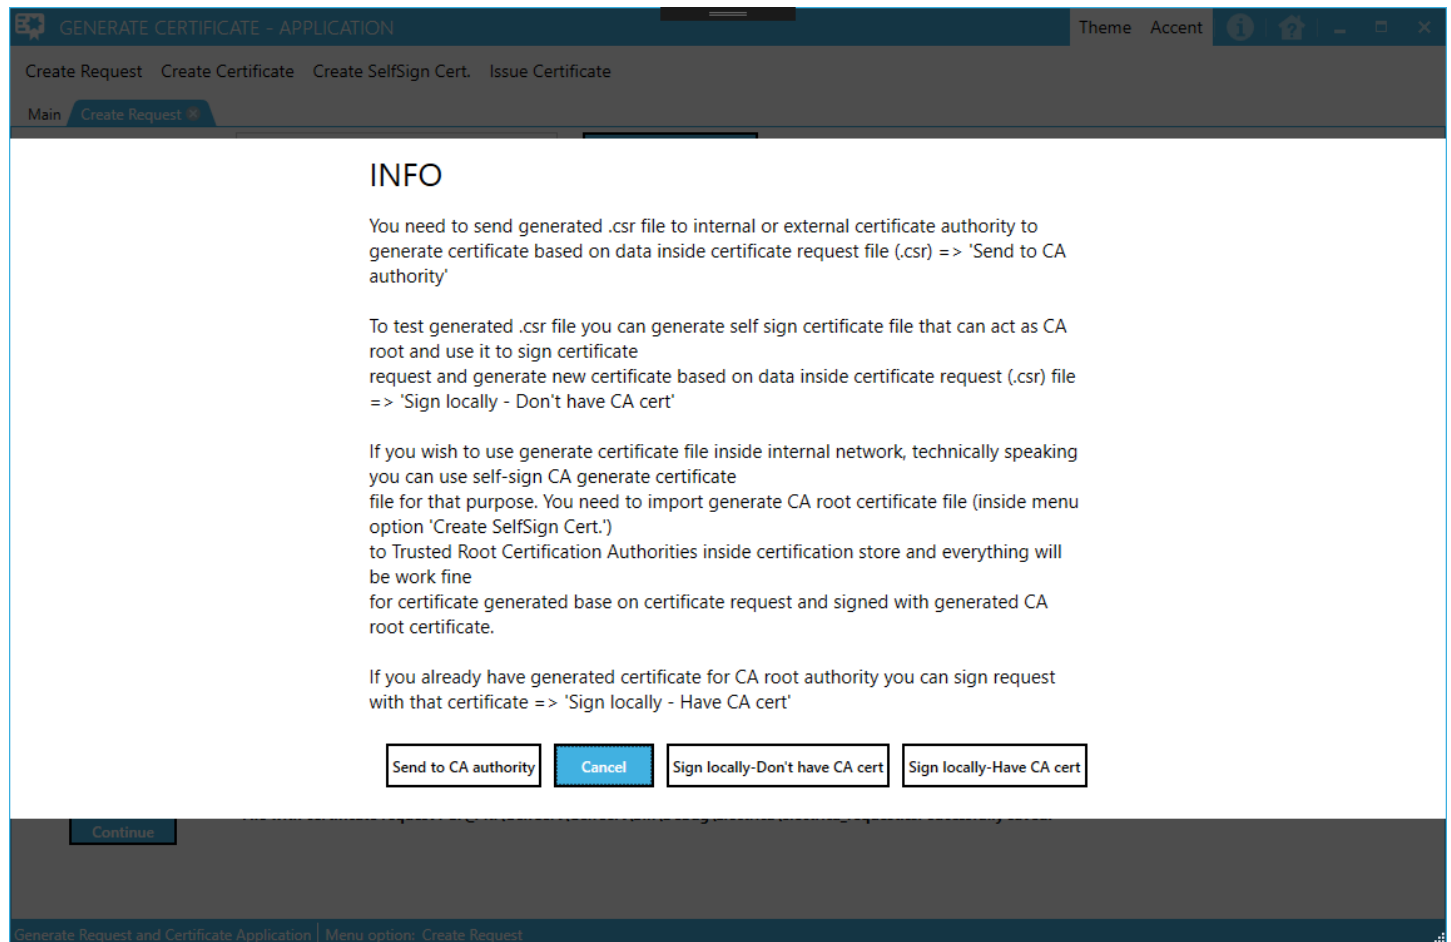 GENERATE CERTIFICATE - APPLICATION
Theme Accent
Create Request Create Certificate Create SelfSign Cert. Issue Certificate
Main Create Request
INFO
You need to send generated .csr file to internal or external certificate authority to
generate certificate based on data inside certificate request file (.csr) => 'Send to CA
authority'
To test generated .csr file you can generate self sign certificate file that can act as CA
root and use it to sign certificate
request and generate new certificate based on data inside certificate request (.csr) file
=> 'Sign locally - Don't have CA cert'
If you wish to use generate certificate file inside internal network, technically speaking
you can use self-sign CA generate certificate
file for that purpose. You need to import generate CA root certificate file (inside menu
option 'Create SelfSign Cert.')
to Trusted Root Certification Authorities inside certification store and everything will
be work fine
for certificate generated base on certificate request and signed with generated CA
root certificate.
If you already have generated certificate for CA root authority you can sign request
with that certificate => 'Sign locally - Have CA cert'
Send to CA authority Cancel Sign locally-Don't have CA cert Sign locally-Have CA cert
Continue
Generate Request and Certificate Application Menu option: Create Request